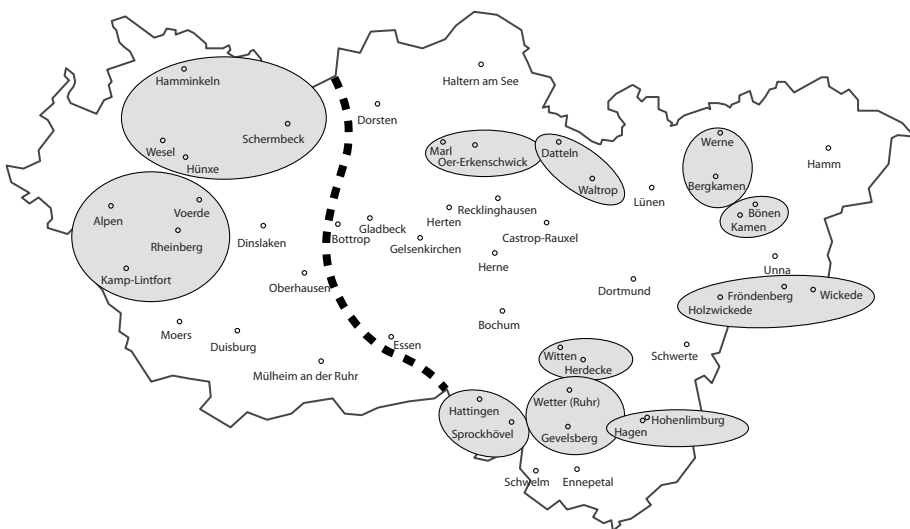 Haltern am See
Hamminkeln
Dorsten
Schermbeck
Wesel
Hünxe
Marl
Oer-Erkenschwick
Datteln
Waltrop
Werne
Hamm
Bergkamen
Lünen
Bönen
Kamen
Alpen
Voerde
Rheinberg
Dinslaken
Kamp-Lintfort
Bottrop
Gladbeck
Herten
Recklinghausen
Gelsenkirchen
Castrop-Rauxel
Herne
Oberhausen
Unna
Dortmund
Fröndenberg
Wickede
Holzwickede
Moers
Duisburg
Essen
Bochum
Mülheim an der Ruhr
Witten
Herdecke
Schwerte
Hattingen
Sprockhövel
Wetter (Ruhr)
Gevelsberg
Hohenlimburg
Hagen
Schwelm
Ennepetal